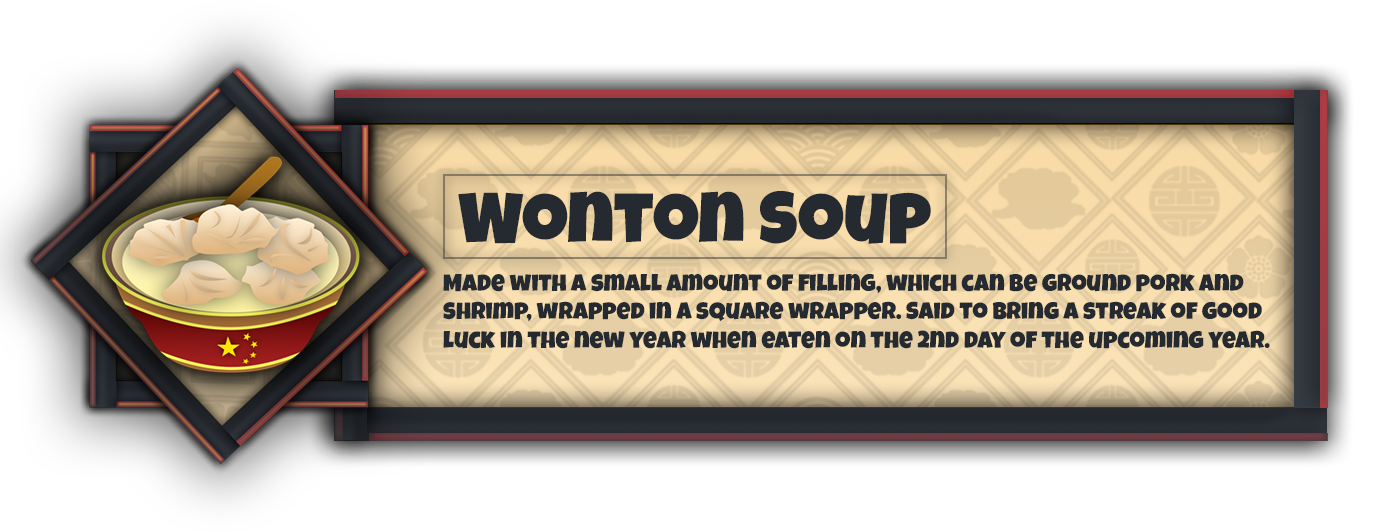 Wonton Soup
Made with a small amount of filling, which can be ground pork and
shrimp, wrapped in a square wrapper. Said to bring a streak of good
luck in the new year when eaten on the 2nd day of the upcoming year.